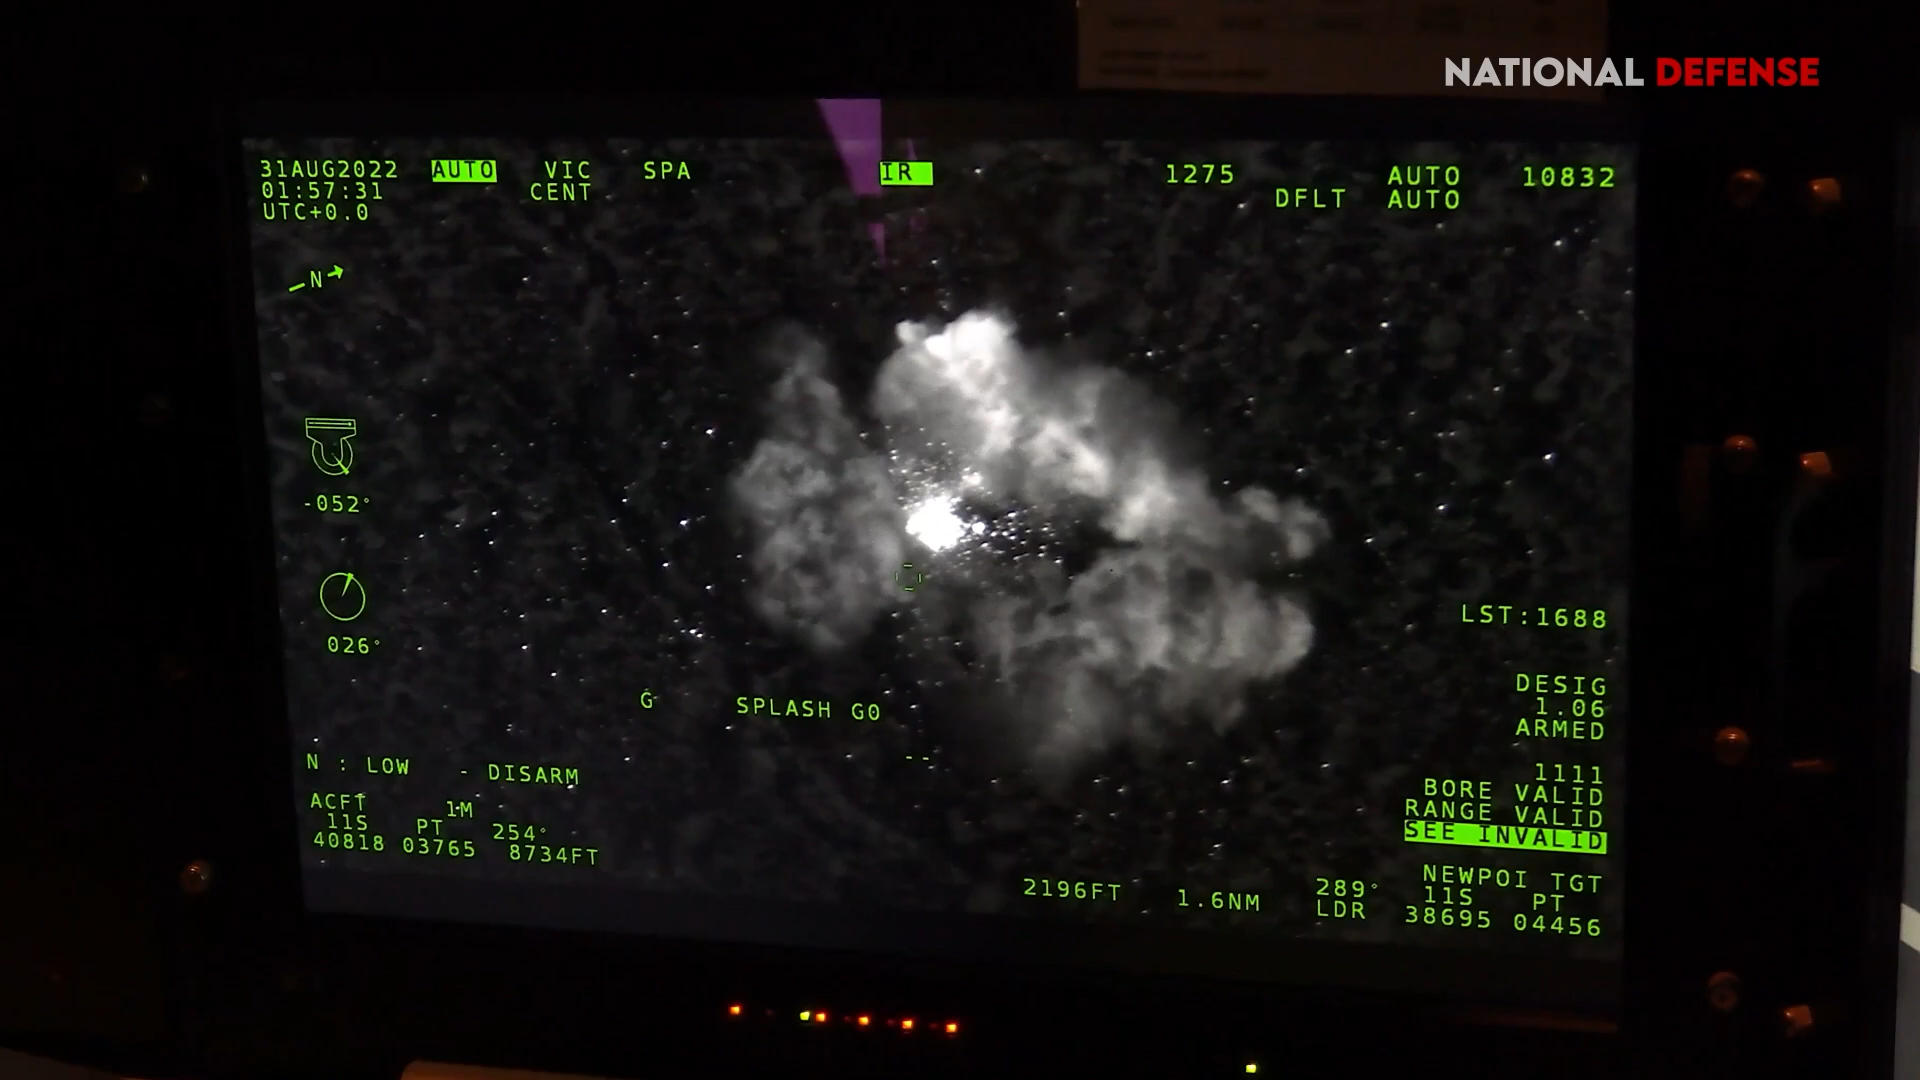 NATIONAL DEFENSE
31AUG2022 AUTO VIC SPA IR 1275 AUTO 10832
01:57:31 CENT DFLT AUTO
UTC+0.0
N
-052°
026°
LST:1688
G SPLASH G0
DESIG
1.06
ARMED
--
N : LOW - DISARM
1111
BORE VALID
RANGE VALID
SEE INVALID
ACFT 1M
11S PT 254°
40818 03765 8734FT
NEWPOI TGT
2196FT 1.6NM 289° 11S PT
LDR 38695 04456